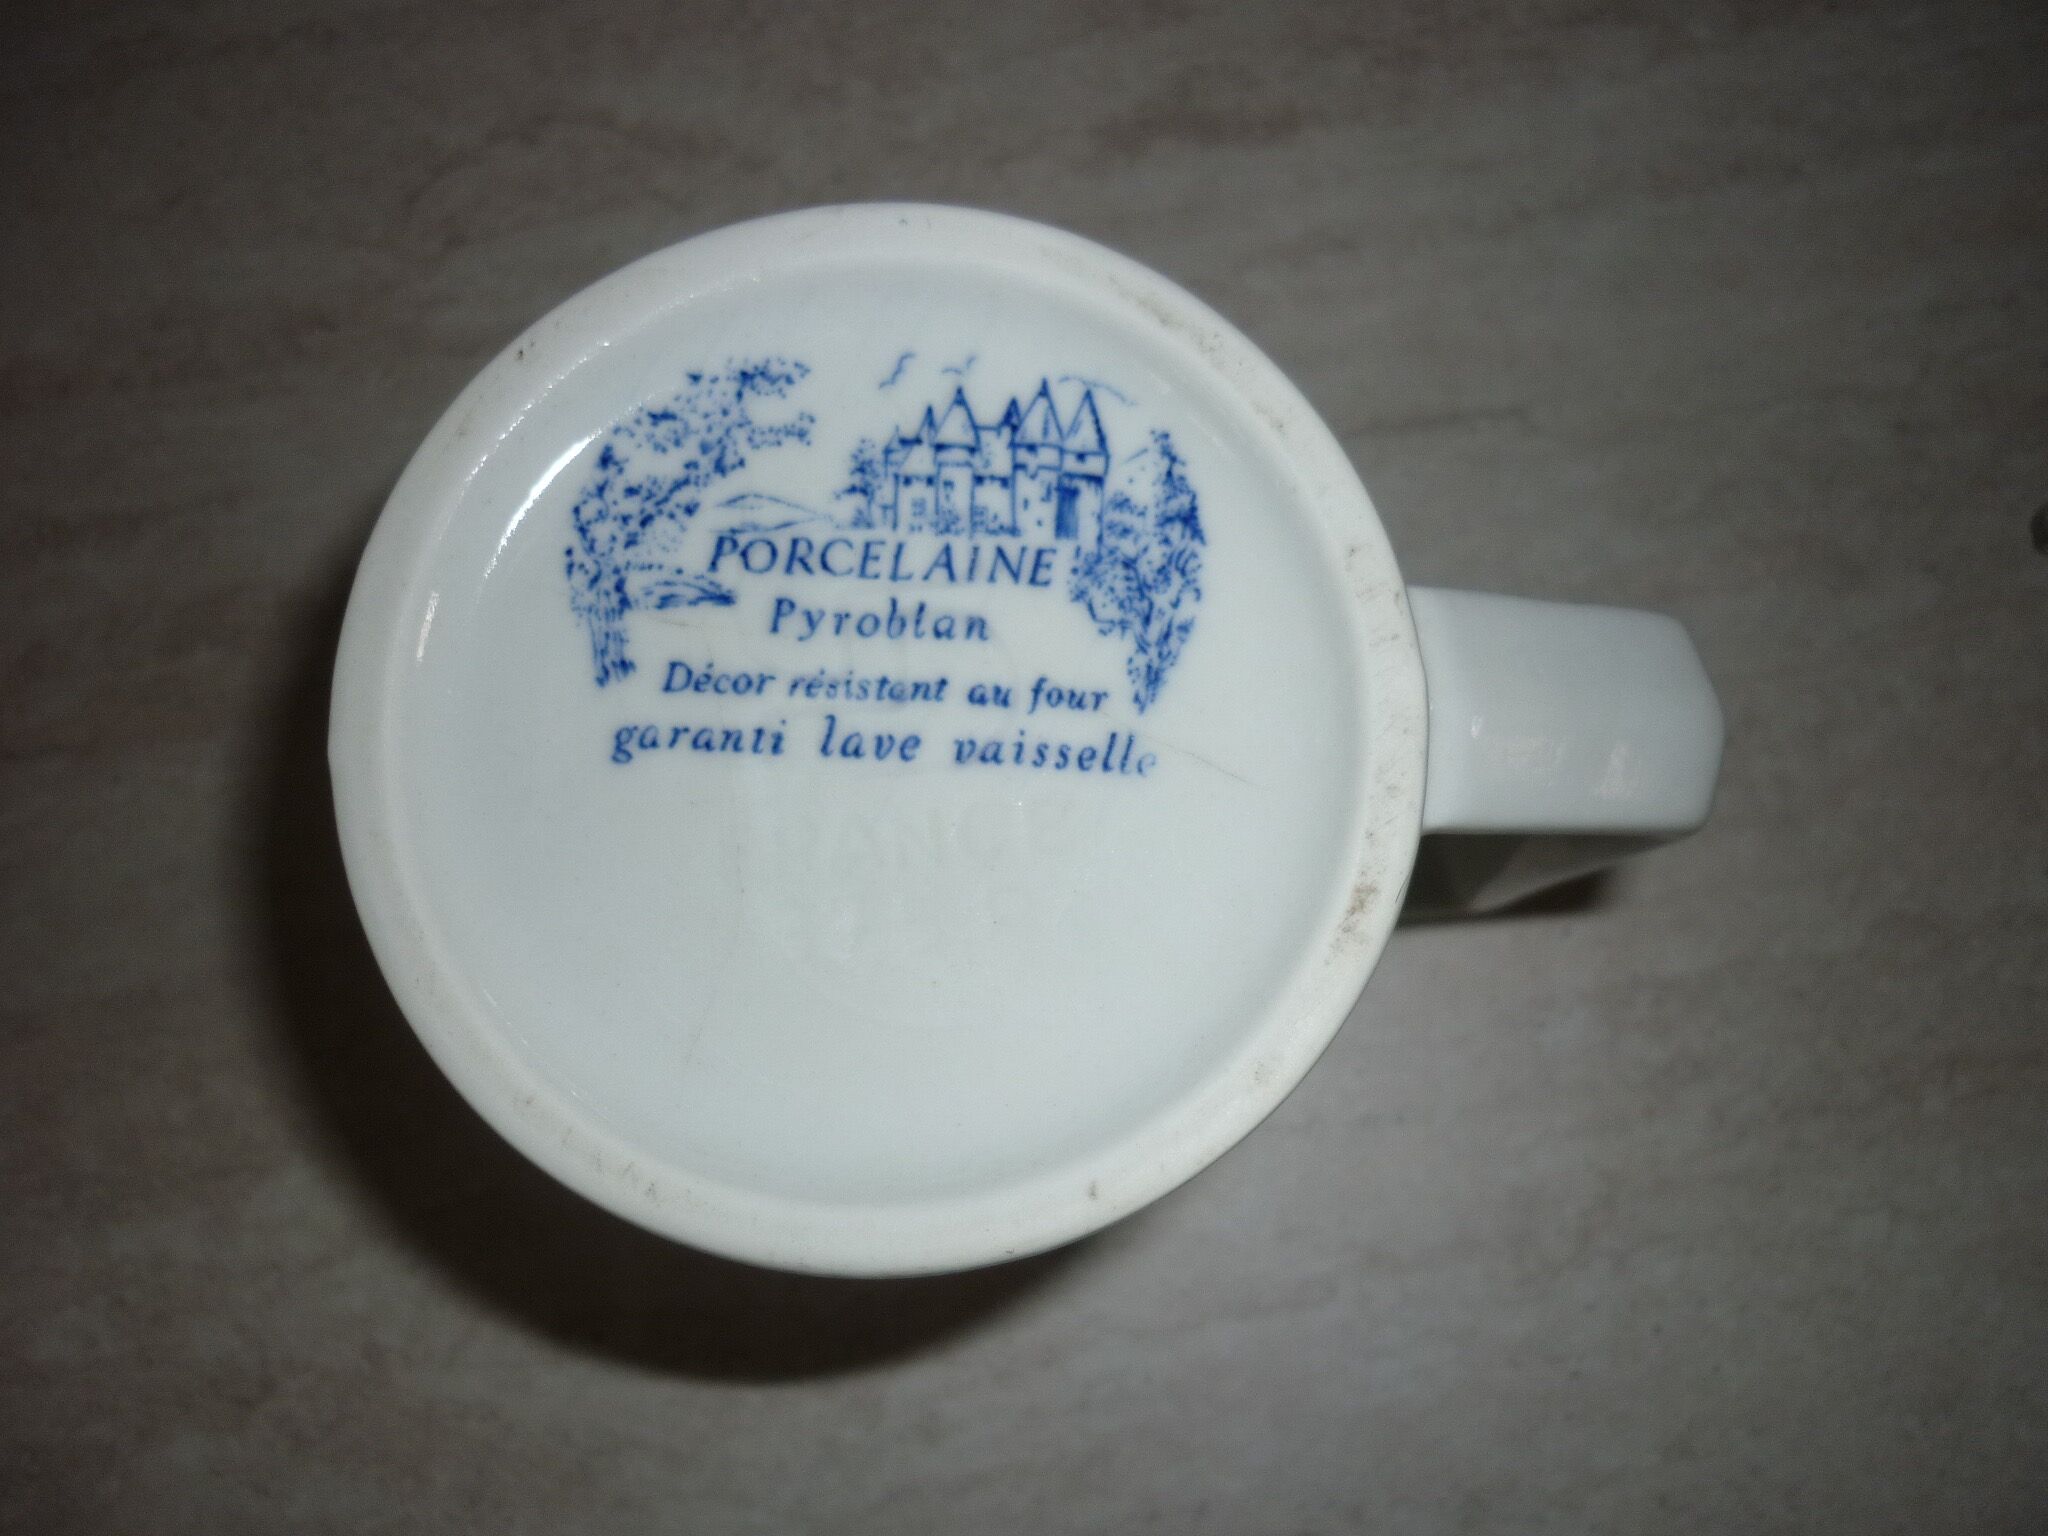 PORCELAINE
Pyroblan
Décor résistant au four
garanti lave vaisselle